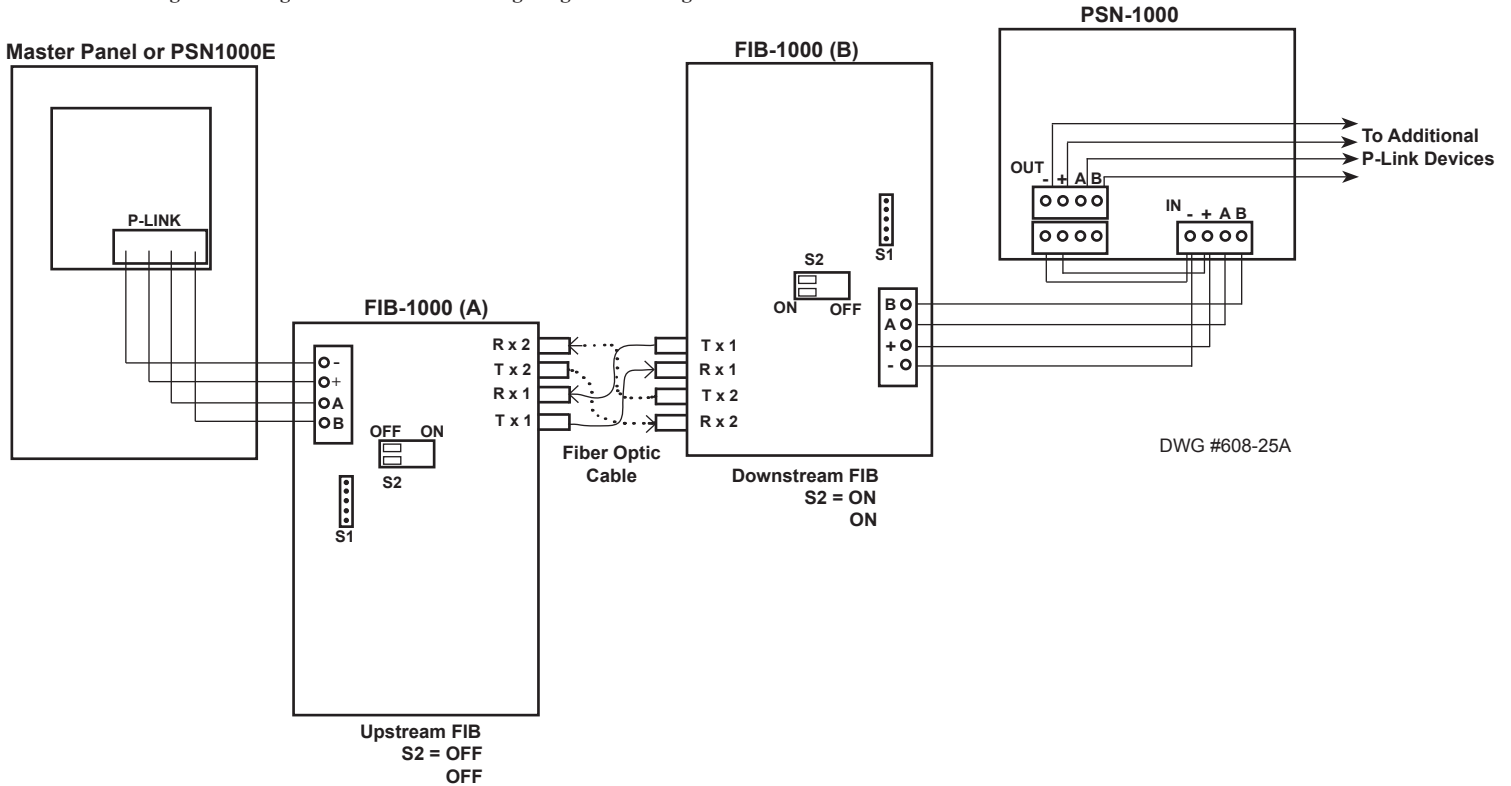 PSN-1000
Master Panel or PSN1000E
FIB-1000 (B)
To Additional
P-Link Devices
OUT
- + A B
IN - + A B
P-LINK
S1
S2
ON OFF
B
A
+
-
FIB-1000 (A)
-
+
A
B
OFF ON
S2
S1
R x 2
T x 2
R x 1
T x 1
T x 1
R x 1
T x 2
R x 2
Fiber Optic
Cable
DWG #608-25A
Downstream FIB
S2 = ON
ON
Upstream FIB
S2 = OFF
OFF